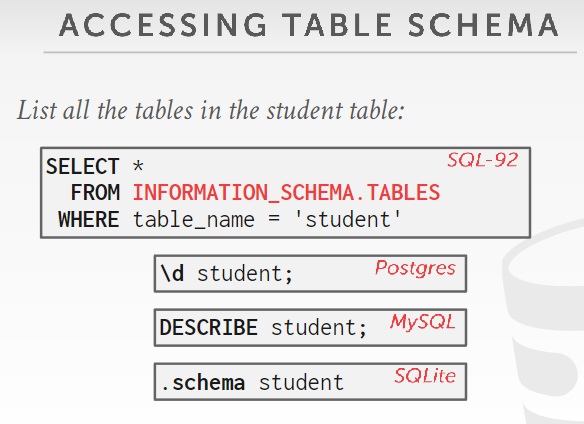 ACCESSING TABLE SCHEMA
List all the tables in the student table:
SELECT * SQL-92
FROM INFORMATION_SCHEMA.TABLES
WHERE table_name = 'student'
\d student; Postgres
DESCRIBE student; MySQL
.schema student SQLite